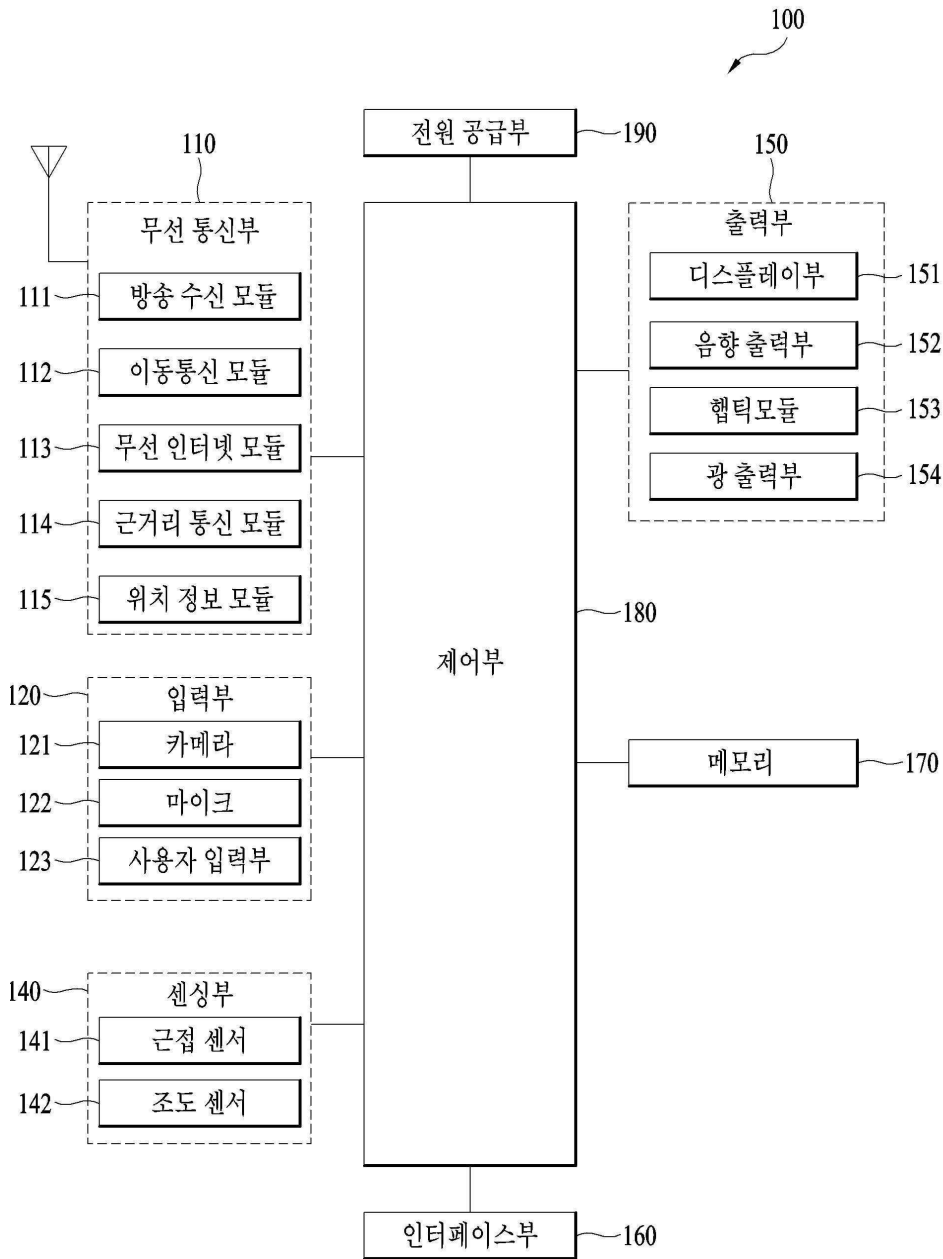 100
전원 공급부
190
110
무선 통신부
111
방송 수신 모듈
112
이동통신 모듈
113
무선 인터넷 모듈
114
근거리 통신 모듈
115
위치 정보 모듈
120
입력부
121
카메라
122
마이크
123
사용자 입력부
140
센싱부
141
근접 센서
142
조도 센서
제어부
180
150
출력부
디스플레이부
151
음향 출력부
152
햅틱모듈
153
광 출력부
154
메모리
170
인터페이스부
160